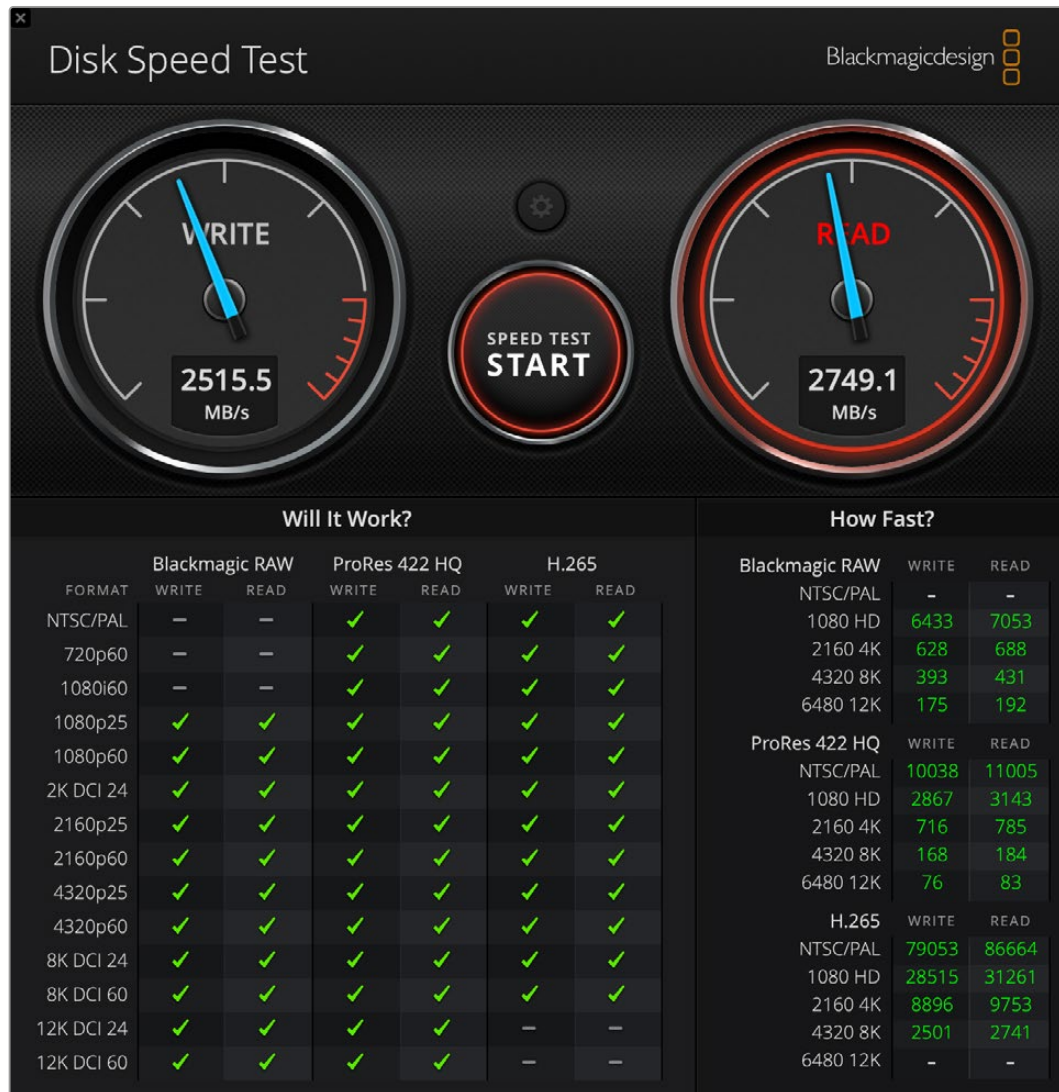 Disk Speed Test
Blackmagicdesign
WRITE
2515.5
MB/s
SPEED TEST
START
READ
2749.1
MB/s
Will It Work?
Blackmagic RAW ProRes 422 HQ H.265
FORMAT WRITE READ WRITE READ WRITE READ
NTSC/PAL – – ✓ ✓ ✓ ✓
720p60 – – ✓ ✓ ✓ ✓
1080i60 – – ✓ ✓ ✓ ✓
1080p25 ✓ ✓ ✓ ✓ ✓ ✓
1080p60 ✓ ✓ ✓ ✓ ✓ ✓
2K DCI 24 ✓ ✓ ✓ ✓ ✓ ✓
2160p25 ✓ ✓ ✓ ✓ ✓ ✓
2160p60 ✓ ✓ ✓ ✓ ✓ ✓
4320p25 ✓ ✓ ✓ ✓ ✓ ✓
4320p60 ✓ ✓ ✓ ✓ ✓ ✓
8K DCI 24 ✓ ✓ ✓ ✓ ✓ ✓
8K DCI 60 ✓ ✓ ✓ ✓ ✓ ✓
12K DCI 24 ✓ ✓ ✓ ✓ – –
12K DCI 60 ✓ ✓ ✓ ✓ – –
How Fast?
Blackmagic RAW WRITE READ
NTSC/PAL - -
1080 HD 6433 7053
2160 4K 628 688
4320 8K 393 431
6480 12K 175 192
ProRes 422 HQ WRITE READ
NTSC/PAL 10038 11005
1080 HD 2867 3143
2160 4K 716 785
4320 8K 168 184
6480 12K 76 83
H.265 WRITE READ
NTSC/PAL 79053 86664
1080 HD 28515 31261
2160 4K 8896 9753
4320 8K 2501 2741
6480 12K - -